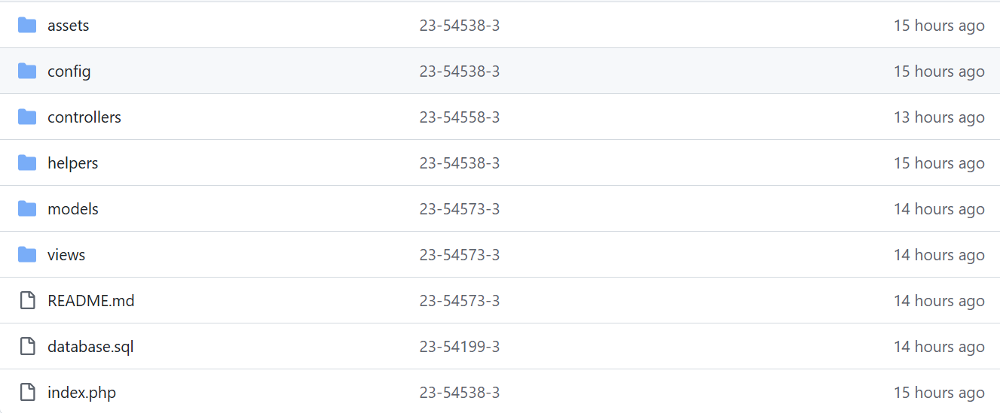 assets 23-54538-3 15 hours ago
config 23-54538-3 15 hours ago
controllers 23-54558-3 13 hours ago
helpers 23-54538-3 15 hours ago
models 23-54573-3 14 hours ago
views 23-54573-3 14 hours ago
README.md 23-54573-3 14 hours ago
database.sql 23-54199-3 14 hours ago
index.php 23-54538-3 15 hours ago